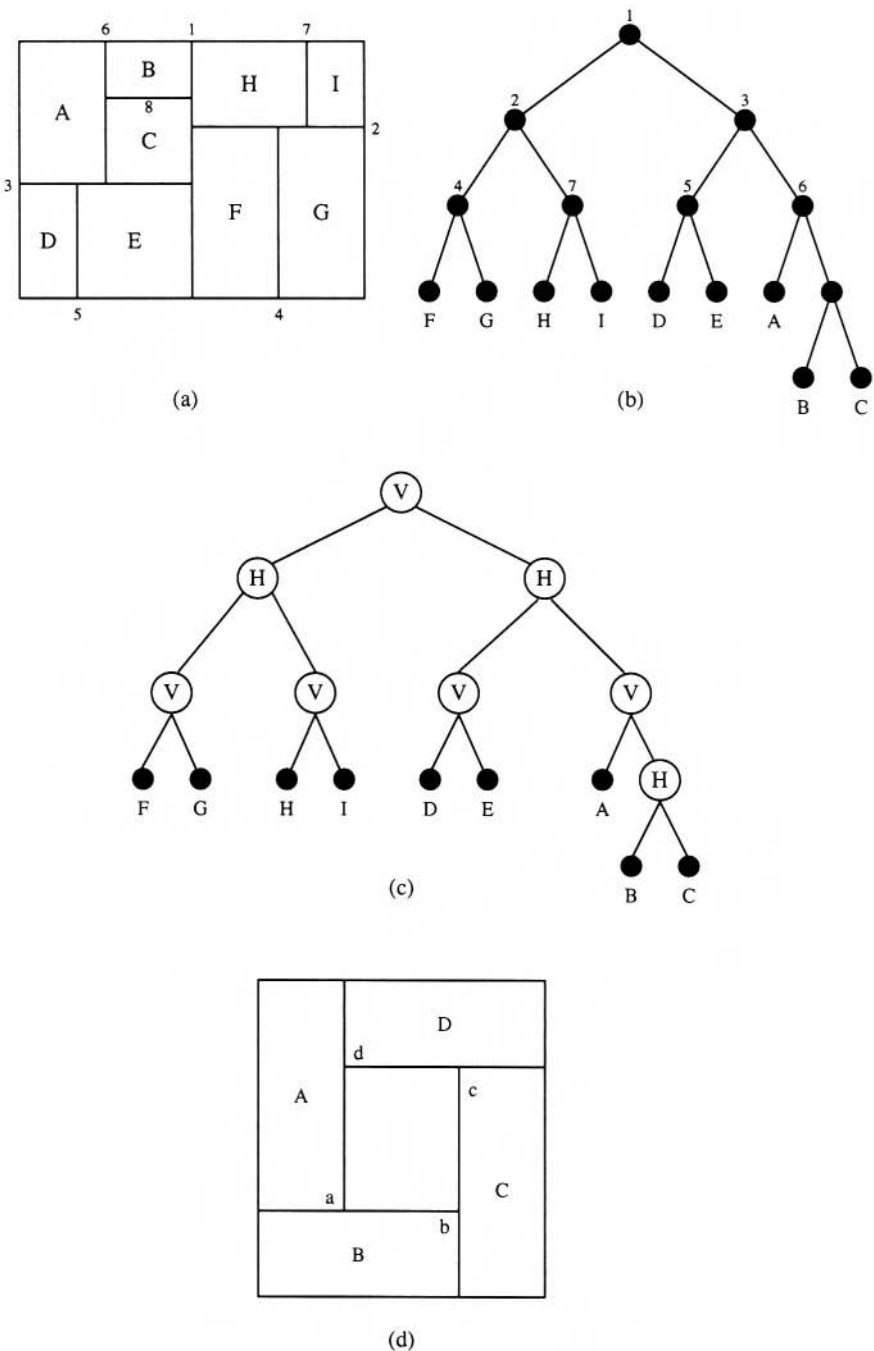 6 1 7
B
H I
A
8
C
2
3
F G
D E
5 4
(a)
1
2 3
4 7 5 6
F G H I D E A
B C
(b)
V
H H
V V V V
H
F G H I D E A
B C
(c)
D
d
c
A
C
a
b
B
(d)